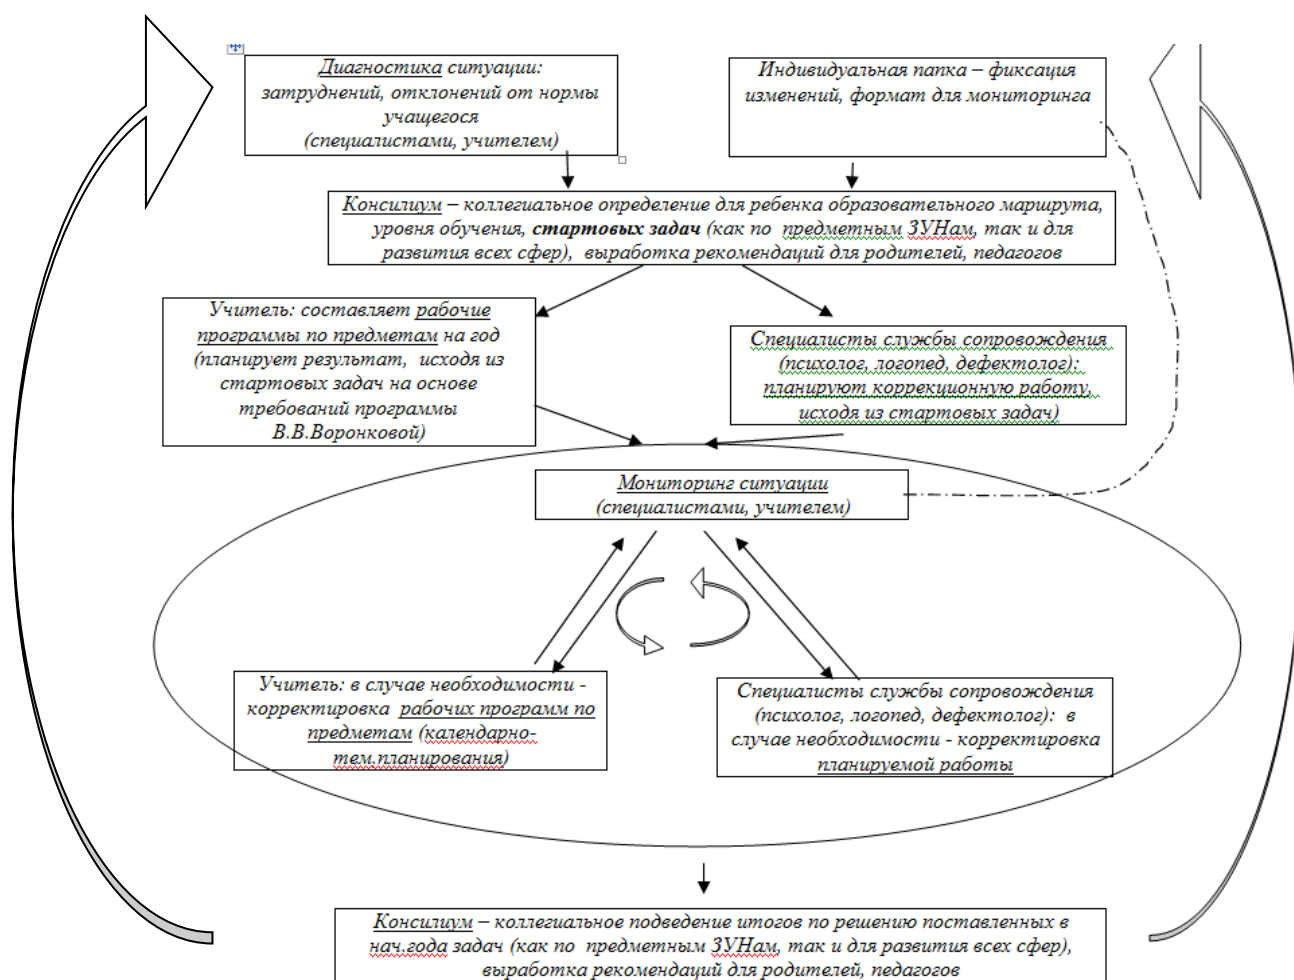 Диагностика ситуации:
затруднений, отклонений от нормы
учащегося
(специалистами, учителем)
Индивидуальная папка – фиксация
изменений, формат для мониторинга
Консилиум – коллегиальное определение для ребенка образовательного маршрута,
уровня обучения, стартовых задач (как по  предметным ЗУНам, так и для
развития всех сфер),  выработка рекомендаций для родителей, педагогов
Учитель: составляет рабочие
программы по предметам на год
(планирует результат,  исходя из
стартовых задач на основе
требований программы
В.В.Воронковой)
Специалисты службы сопровождения
(психолог, логопед, дефектолог):
планируют коррекционную работу,
исходя из стартовых задач)
Мониторинг ситуации
(специалистами, учителем)
Учитель: в случае необходимости -
корректировка  рабочих программ по
предметам (календарно-
тем.планирования)
Специалисты службы сопровождения
(психолог, логопед, дефектолог):  в
случае необходимости - корректировка
планируемой работы
Консилиум – коллегиальное подведение итогов по решению поставленных в
нач.года задач (как по  предметным ЗУНам, так и для развития всех сфер),
выработка рекомендаций для родителей, педагогов